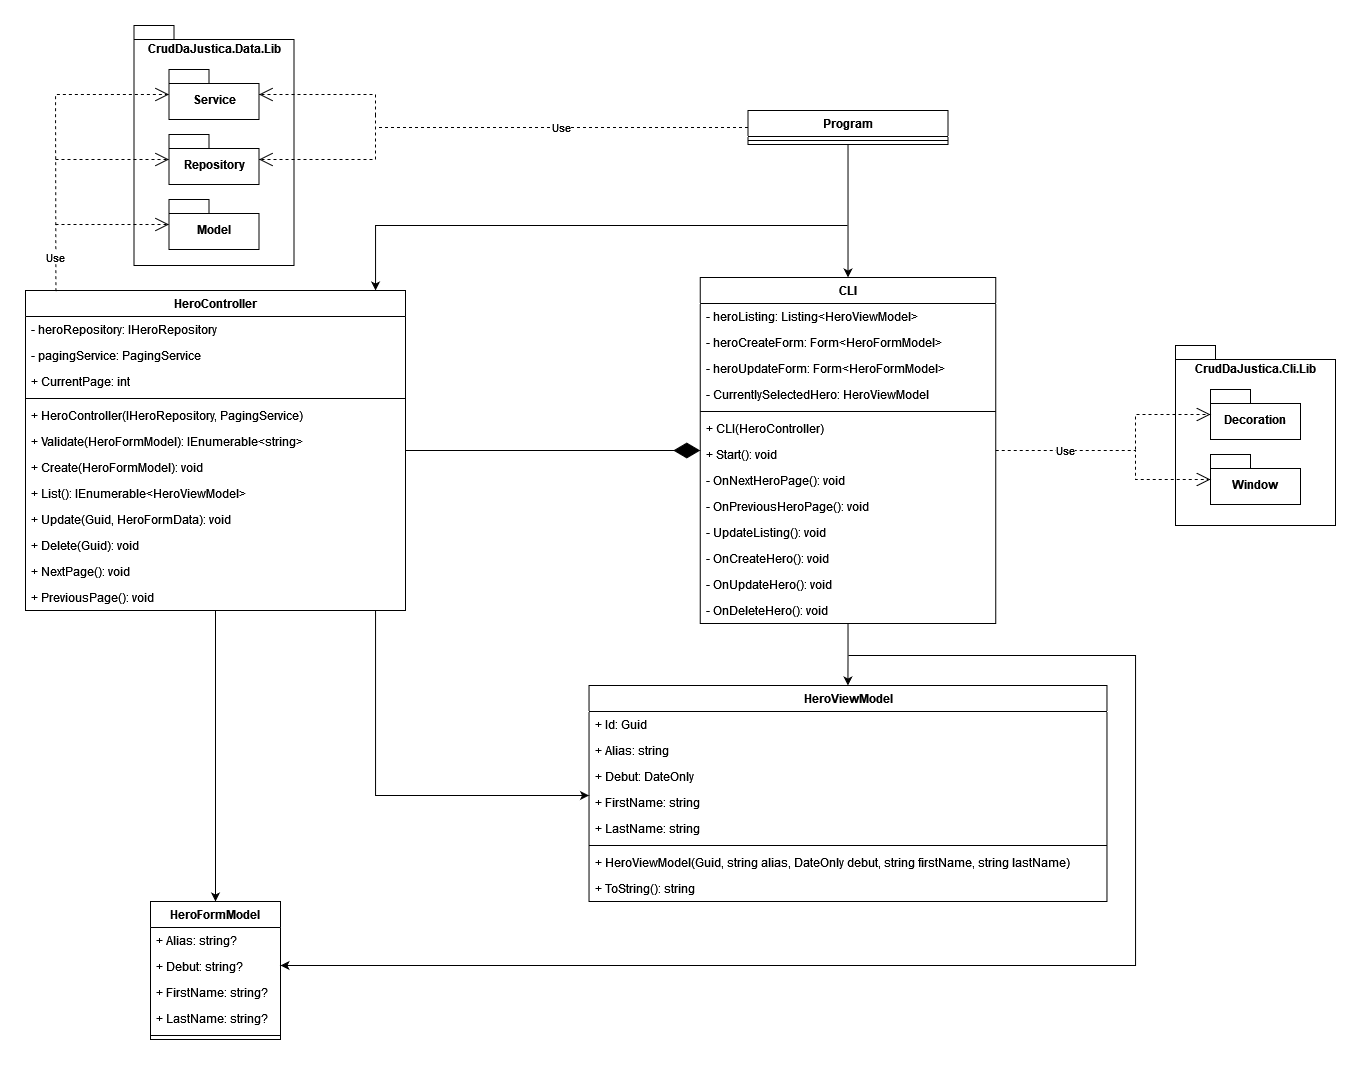 CrudDaJustica.Data.Lib
Service
Repository
Model
Use
Use
Program
HeroController
- heroRepository: IHeroRepository
- pagingService: PagingService
+ CurrentPage: int
+ HeroController(IHeroRepository, PagingService)
+ Validate(HeroFormModel): IEnumerable<string>
+ Create(HeroFormModel): void
+ List(): IEnumerable<HeroViewModel>
+ Update(Guid, HeroFormData): void
+ Delete(Guid): void
+ NextPage(): void
+ PreviousPage(): void
CLI
- heroListing: Listing<HeroViewModel>
- heroCreateForm: Form<HeroFormModel>
- heroUpdateForm: Form<HeroFormModel>
- CurrentlySelectedHero: HeroViewModel
+ CLI(HeroController)
+ Start(): void
- OnNextHeroPage(): void
- OnPreviousHeroPage(): void
- UpdateListing(): void
- OnCreateHero(): void
- OnUpdateHero(): void
- OnDeleteHero(): void
Use
CrudDaJustica.Cli.Lib
Decoration
Window
HeroViewModel
+ Id: Guid
+ Alias: string
+ Debut: DateOnly
+ FirstName: string
+ LastName: string
+ HeroViewModel(Guid, string alias, DateOnly debut, string firstName, string lastName)
+ ToString(): string
HeroFormModel
+ Alias: string?
+ Debut: string?
+ FirstName: string?
+ LastName: string?